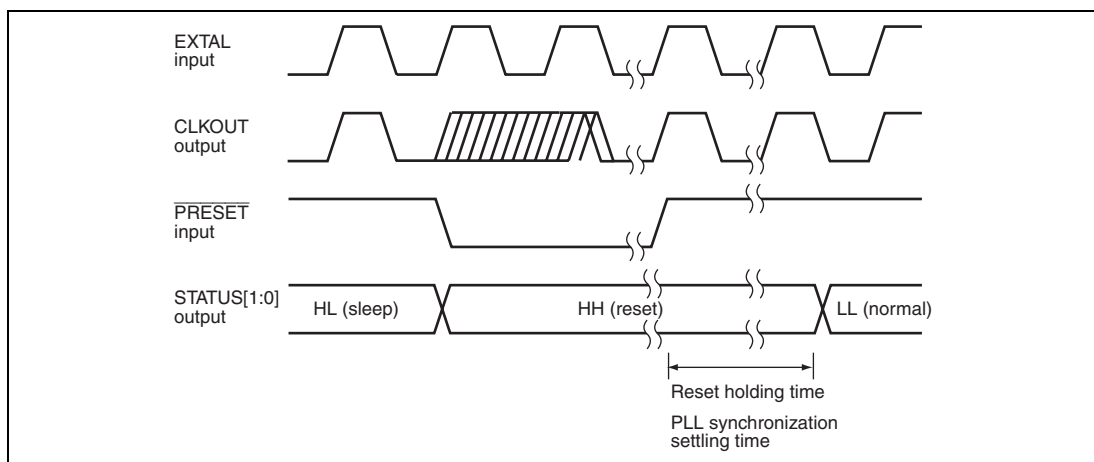 EXTAL
input
CLKOUT
output
PRESET
input
STATUS[1:0]
output
HL (sleep)
HH (reset)
LL (normal)
Reset holding time
PLL synchronization
settling time